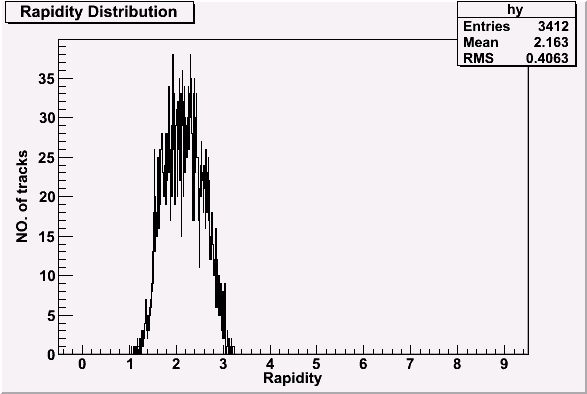 Rapidity Distribution
hy
Entries 3412
Mean 2.163
RMS 0.4063
NO. of tracks
35
30
25
20
15
10
5
0
0 1 2 3 4 5 6 7 8 9
Rapidity